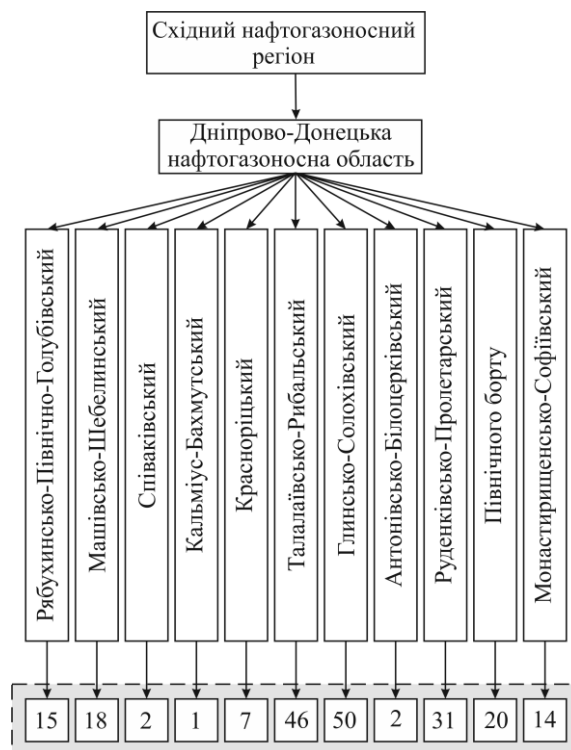 Східний нафтогазоносний
регіон
Дніпрово-Донецька
нафтогазоносна область
Рябухинсько-Північно-Голубівський
Машівсько-Шебелинський
Співаківський
Кальміус-Бахмутський
Красноріцький
Талалаївсько-Рибальський
Глинсько-Солохівський
Антонівсько-Білоцерківський
Руденківсько-Пролетарський
Північного борту
Монастирищенсько-Софіївський
15
18
2
1
7
46
50
2
31
20
14